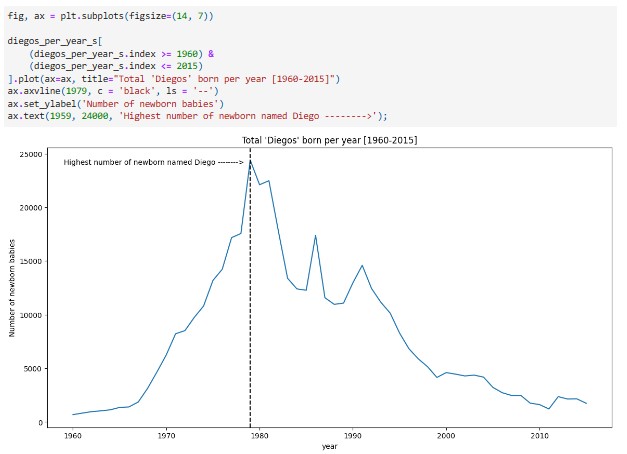 fig, ax = plt.subplots(figsize=(14, 7))
diegos_per_year_s[
    (diegos_per_year_s.index >= 1960) &
    (diegos_per_year_s.index <= 2015)
].plot(ax=ax, title="Total 'Diegos' born per year [1960-2015]")
ax.axvline(1979, c = 'black', ls = '--')
ax.set_ylabel('Number of newborn babies')
ax.text(1959, 24000, 'Highest number of newborn named Diego -------->');
Total 'Diegos' born per year [1960-2015]
25000
Highest number of newborn named Diego -------->
20000
15000
Number of newborn babies
10000
5000
0
1960 1970 1980 1990 2000 2010
year